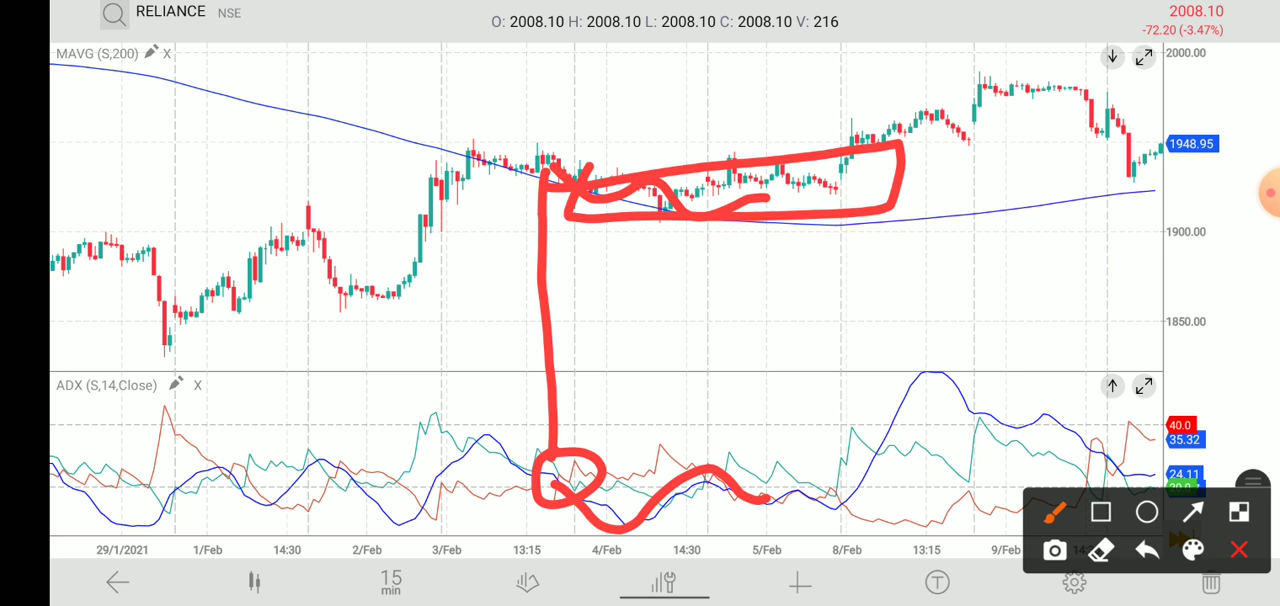 RELIANCE NSE
O: 2008.10 H: 2008.10 L: 2008.10 C: 2008.10 V: 216
2008.10
-72.20 (-3.47%)
MAVG (S,200) X
2000.00
1948.95
1900.00
1850.00
ADX (S,14,Close) X
40.0
35.32
24.11
29/1/2021 1/Feb 14:30 2/Feb 3/Feb 13:15 4/Feb 14:30 5/Feb 8/Feb 13:15 9/Feb
15
min
T